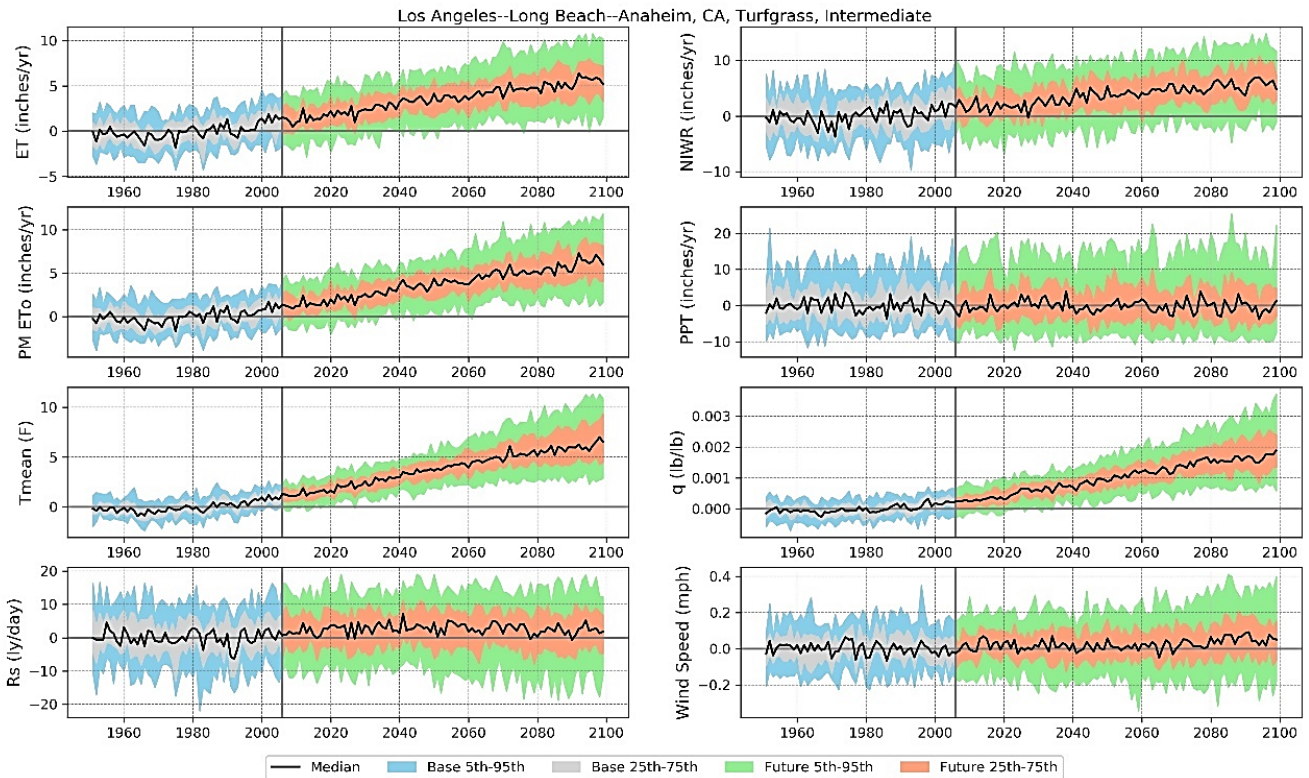 Los Angeles--Long Beach--Anaheim, CA, Turfgrass, Intermediate
ET (inches/yr)
10
5
0
−5
1960 1980 2000 2020 2040 2060 2080 2100
NIWR (inches/yr)
10
0
−10
1960 1980 2000 2020 2040 2060 2080 2100
PM ETo (inches/yr)
10
5
0
1960 1980 2000 2020 2040 2060 2080 2100
PPT (inches/yr)
20
10
0
−10
1960 1980 2000 2020 2040 2060 2080 2100
Tmean (F)
10
5
0
1960 1980 2000 2020 2040 2060 2080 2100
q (lb/lb)
0.003
0.002
0.001
0.000
1960 1980 2000 2020 2040 2060 2080 2100
Rs (ly/day)
20
10
0
−10
−20
1960 1980 2000 2020 2040 2060 2080 2100
Wind Speed (mph)
0.4
0.2
0.0
−0.2
1960 1980 2000 2020 2040 2060 2080 2100
Median Base 5th-95th Base 25th-75th Future 5th-95th Future 25th-75th